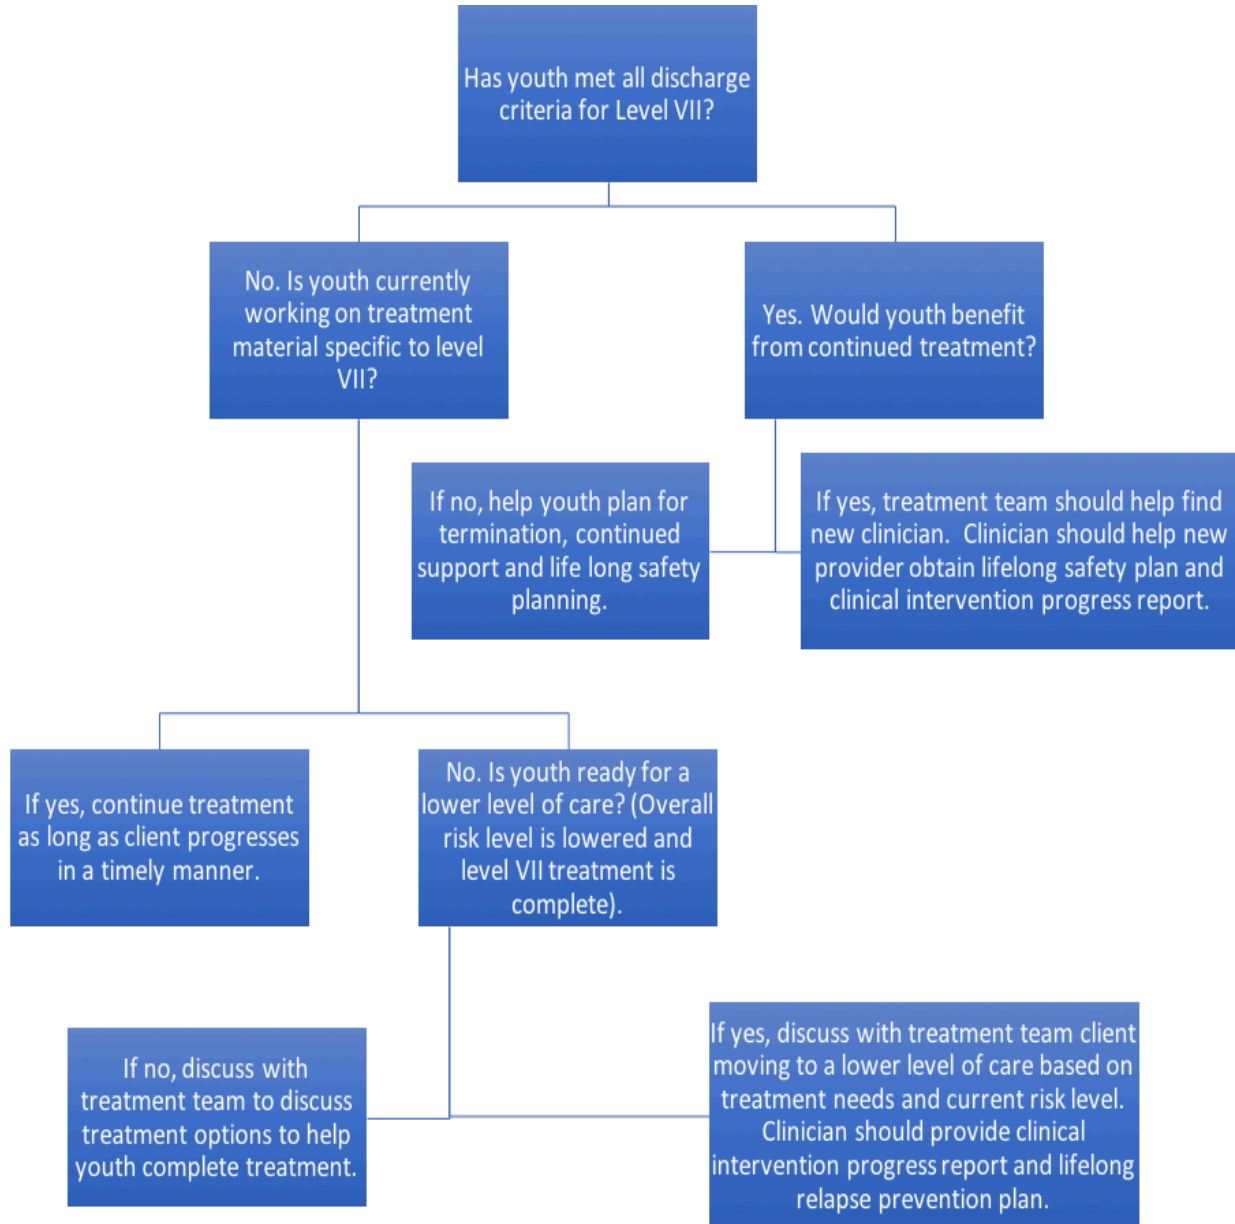 Has youth met all discharge
criteria for Level VII?
No. Is youth currently
working on treatment
material specific to level
VII?
Yes. Would youth benefit
from continued treatment?
If no, help youth plan for
termination, continued
support and life long safety
planning.
If yes, treatment team should help find
new clinician.  Clinician should help new
provider obtain lifelong safety plan and
clinical intervention progress report.
If yes, continue treatment
as long as client progresses
in a timely manner.
No. Is youth ready for a
lower level of care? (Overall
risk level is lowered and
level VII treatment is
complete).
If no, discuss with
treatment team to discuss
treatment options to help
youth complete treatment.
If yes, discuss with treatment team client
moving to a lower level of care based on
treatment needs and current risk level.
Clinician should provide clinical
intervention progress report and lifelong
relapse prevention plan.